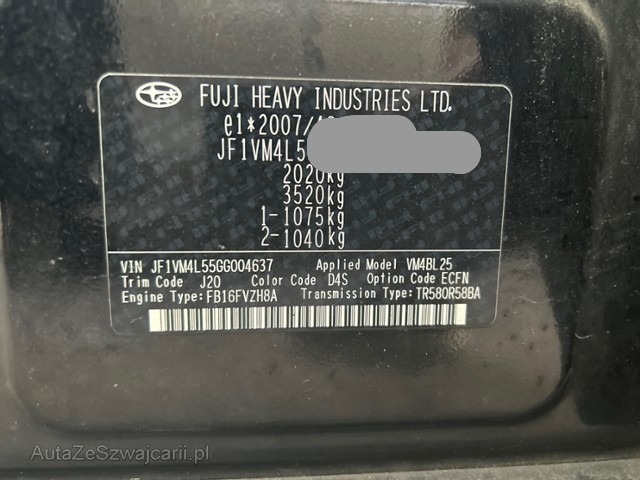 FUJI HEAVY INDUSTRIES LTD.
e1*2007/
JF1VM4L5
2020kg
3520kg
1-1075kg
2-1040kg
VIN JF1VM4L55GG004637 Applied Model VM4BL25
Trim Code J20 Color Code D4S Option Code ECFN
Engine Type: FB16FVZH8A Transmission Type: TR580R58BA
AutaZeSzwajcarii.pl